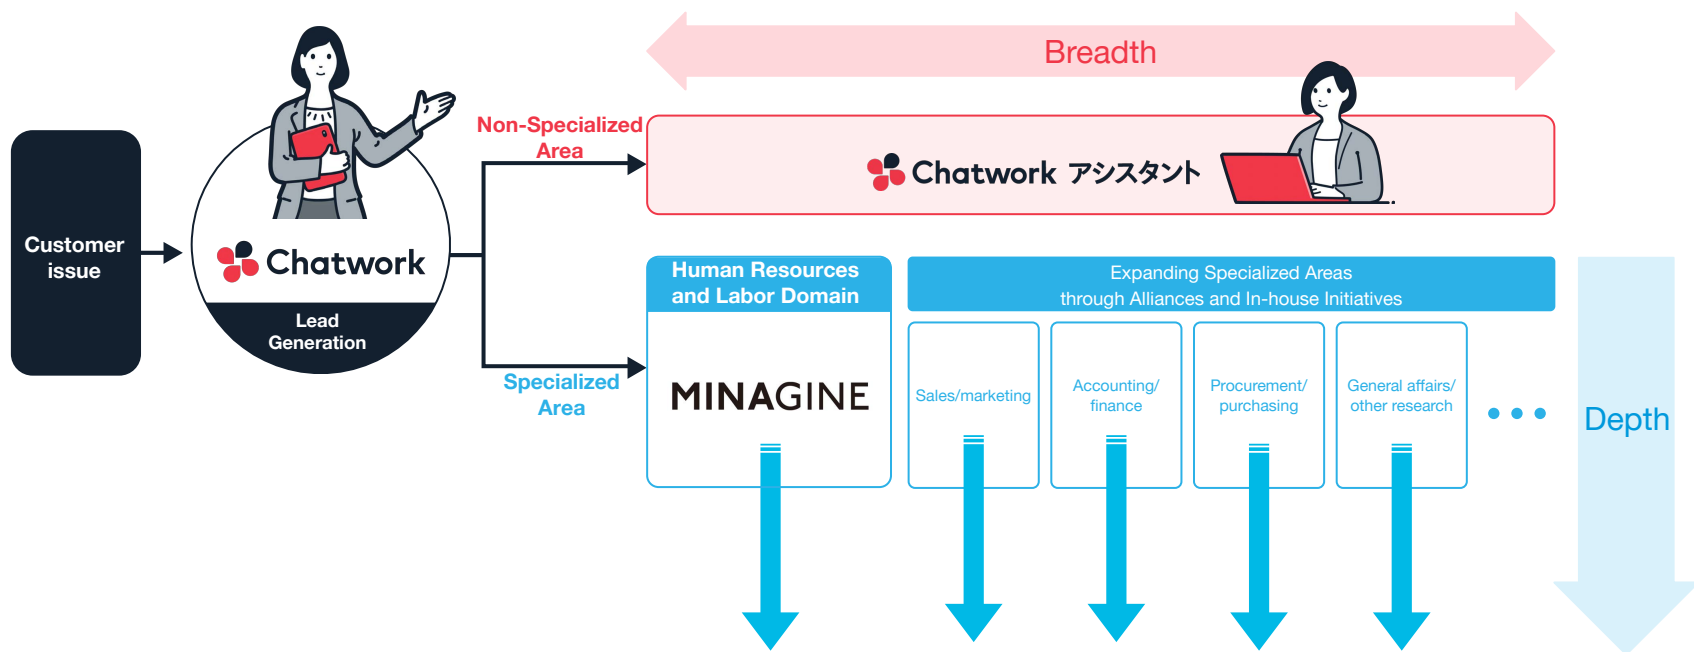 Breadth
Non-Specialized
Area
Chatwork アシスタント
Customer
issue
Chatwork
Lead
Generation
Human Resources
and Labor Domain
Expanding Specialized Areas
through Alliances and In-house Initiatives
Specialized
Area
MINAGINE
Sales/marketing
Accounting/
finance
Procurement/
purchasing
General affairs/
other research
•••
Depth